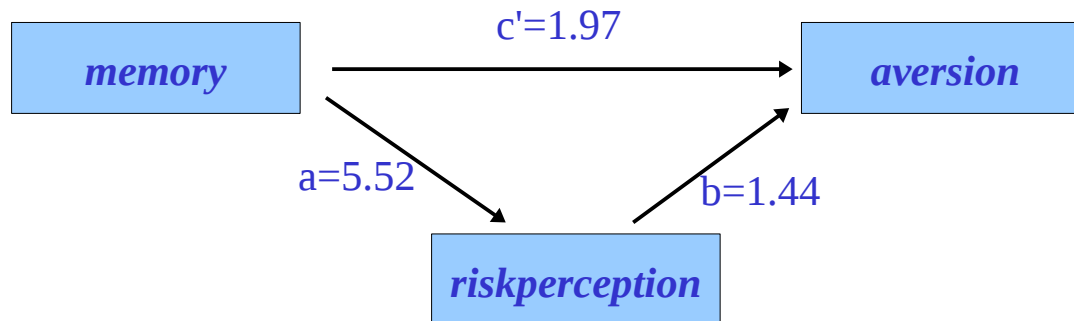 c'=1.97
memory
aversion
a=5.52
b=1.44
riskperception